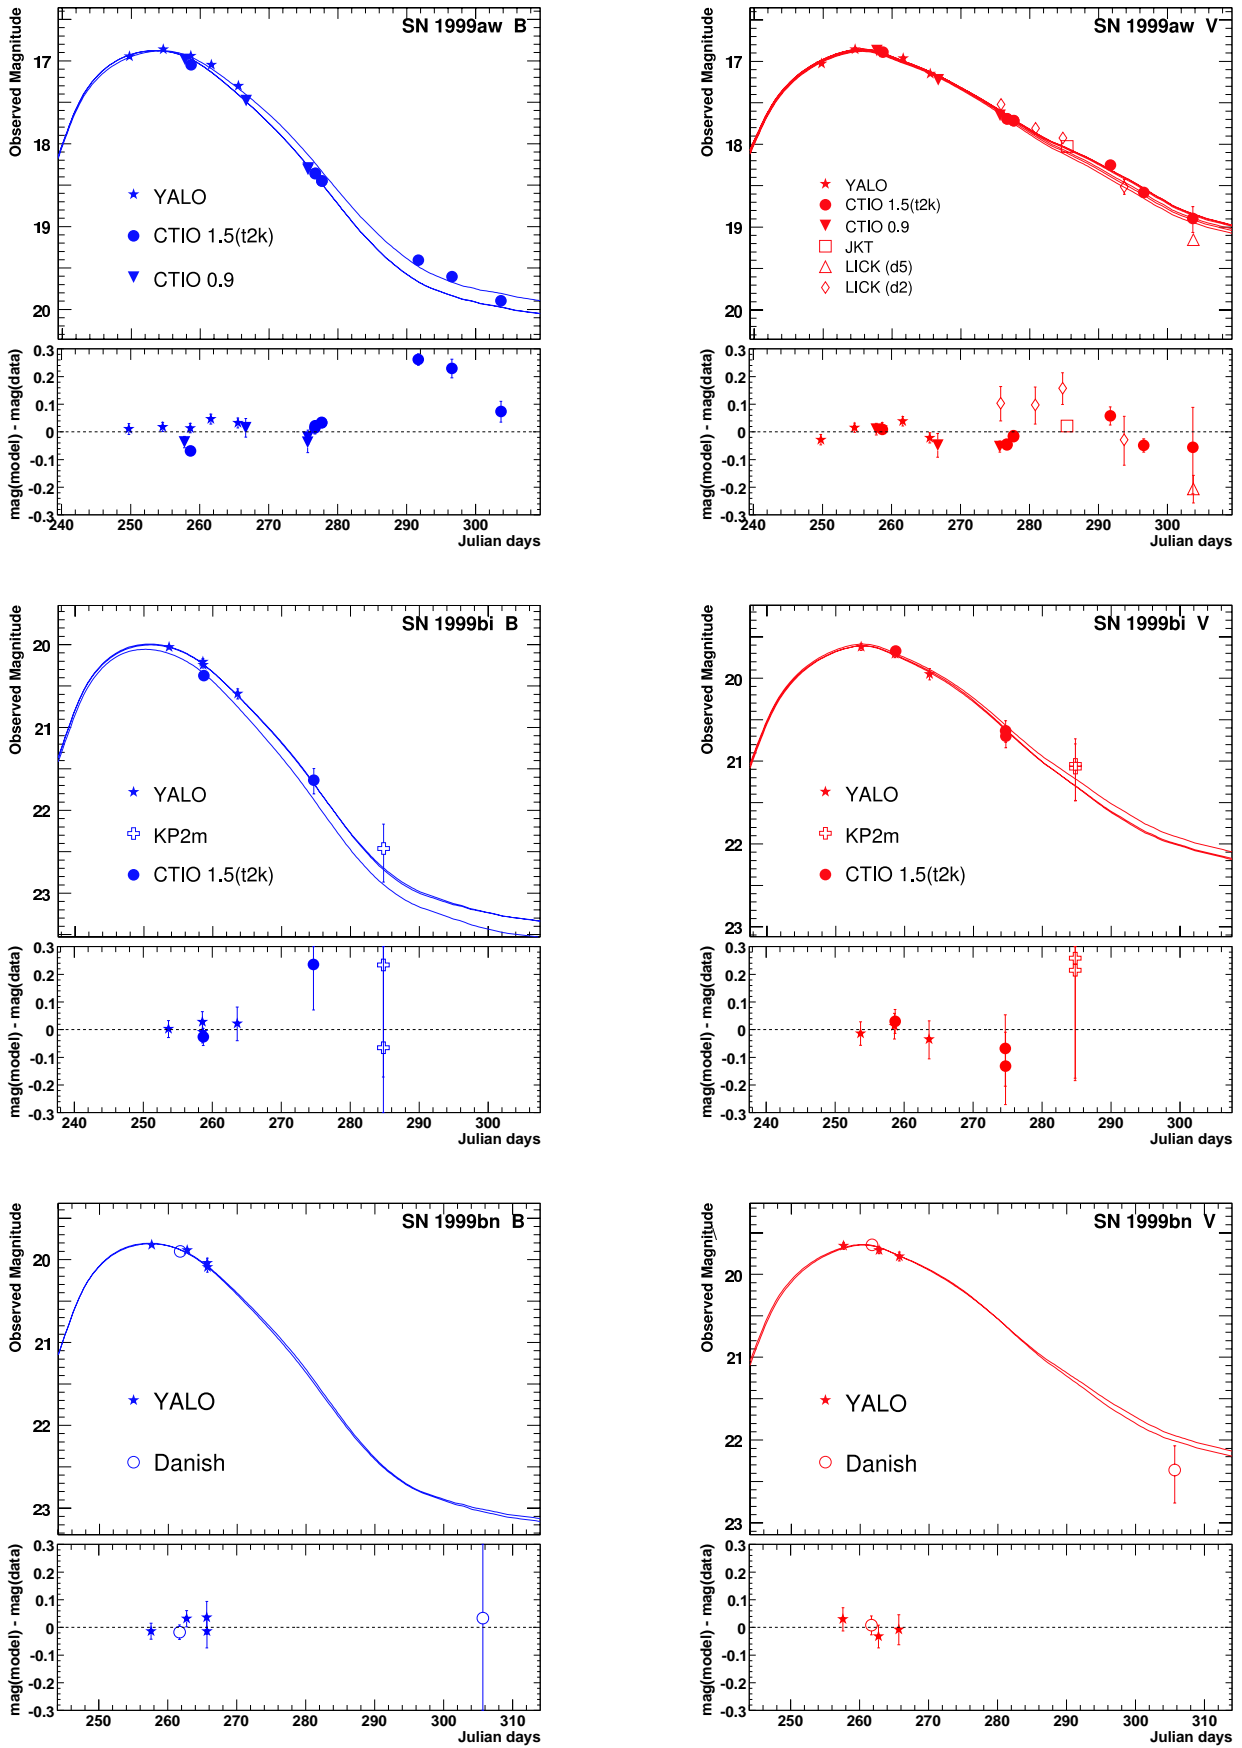 SN 1999aw B
Observed Magnitude
17
18
19
20
YALO
CTIO 1.5(t2k)
CTIO 0.9
mag(model) - mag(data)
0.3
0.2
0.1
0
-0.1
-0.2
-0.3
240 250 260 270 280 290 300
Julian days
SN 1999aw V
Observed Magnitude
17
18
19
20
YALO
CTIO 1.5(t2k)
CTIO 0.9
JKT
LICK (d5)
LICK (d2)
mag(model) - mag(data)
0.3
0.2
0.1
0
-0.1
-0.2
-0.3
240 250 260 270 280 290 300
Julian days
SN 1999bi B
Observed Magnitude
20
21
22
23
YALO
KP2m
CTIO 1.5(t2k)
mag(model) - mag(data)
0.3
0.2
0.1
0
-0.1
-0.2
-0.3
240 250 260 270 280 290 300
Julian days
SN 1999bi V
Observed Magnitude
20
21
22
23
YALO
KP2m
CTIO 1.5(t2k)
mag(model) - mag(data)
0.3
0.2
0.1
0
-0.1
-0.2
-0.3
240 250 260 270 280 290 300
Julian days
SN 1999bn B
Observed Magnitude
20
21
22
23
YALO
Danish
mag(model) - mag(data)
0.3
0.2
0.1
0
-0.1
-0.2
-0.3
250 260 270 280 290 300 310
Julian days
SN 1999bn V
Observed Magnitude
20
21
22
23
YALO
Danish
mag(model) - mag(data)
0.3
0.2
0.1
0
-0.1
-0.2
-0.3
250 260 270 280 290 300 310
Julian days